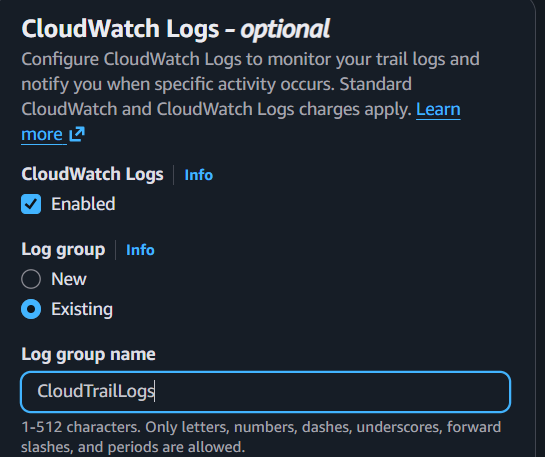 CloudWatch Logs - optional
Configure CloudWatch Logs to monitor your trail logs and
notify you when specific activity occurs. Standard
CloudWatch and CloudWatch Logs charges apply. Learn
more
CloudWatch Logs Info
Enabled
Log group Info
New
Existing
Log group name
CloudTrailLogs
1-512 characters. Only letters, numbers, dashes, underscores, forward
slashes, and periods are allowed.